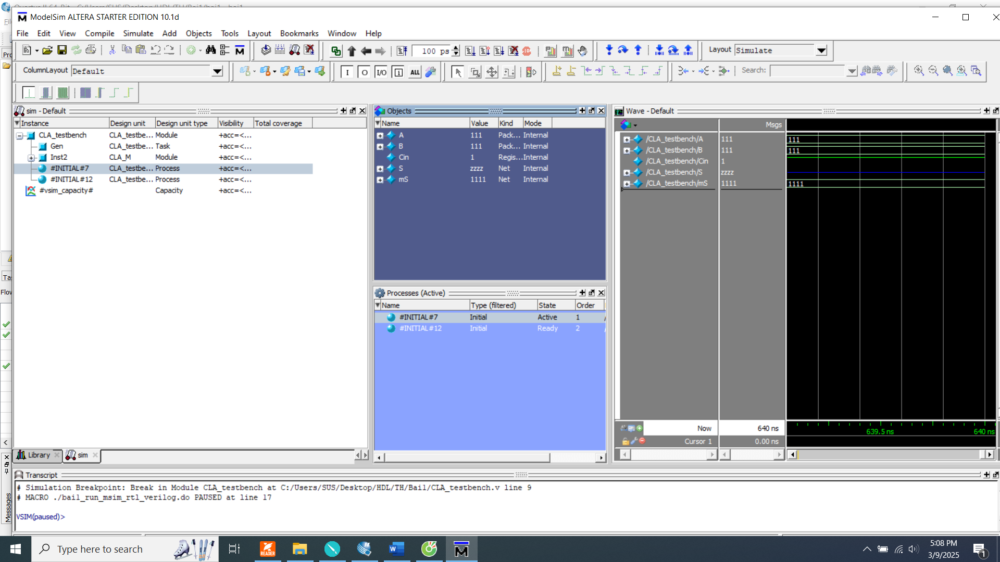 ModelSim ALTERA STARTER EDITION 10.1d
File Edit View Compile Simulate Add Objects Tools Layout Bookmarks Window Help
100 ps
Layout Simulate
ColumnLayout Default
I O I/O ALL
Search:
sim - Default
Instance Design unit Design unit type Visibility Total coverage
CLA_testbench CLA_testbe... Module +acc=<...
Gen CLA_testbe... Task +acc=<...
Inst2 CLA_M Module +acc=<...
#INITIAL#7 CLA_testbe... Process +acc=<...
#INITIAL#12 CLA_testbe... Process +acc=<...
#vsim_capacity# Capacity +acc=<...
Library sim
Objects
Name Value Kind Mode
A 111 Pack... Internal
B 111 Pack... Internal
Cin 1 Regis... Internal
S zzzz Net Internal
mS 1111 Net Internal
Processes (Active)
Name Type (filtered) State Order
#INITIAL#7 Initial Active 1
#INITIAL#12 Initial Ready 2
Wave - Default
Msgs
/CLA_testbench/A 111 111
/CLA_testbench/B 111 111
/CLA_testbench/Cin 1
/CLA_testbench/S zzzz
/CLA_testbench/mS 1111 1111
Now 640 ns 639.5 ns 640 ns
Cursor 1 0.00 ns
Transcript
# Simulation Breakpoint: Break in Module CLA_testbench at C:/Users/SUS/Desktop/HDL/TH/Bai1/CLA_testbench.v line 9
# MACRO ./bai1_run_msim_rtl_verilog.do PAUSED at line 17
VSIM(paused)>
Messages
Type here to search
READER
5:08 PM
3/9/2025
1